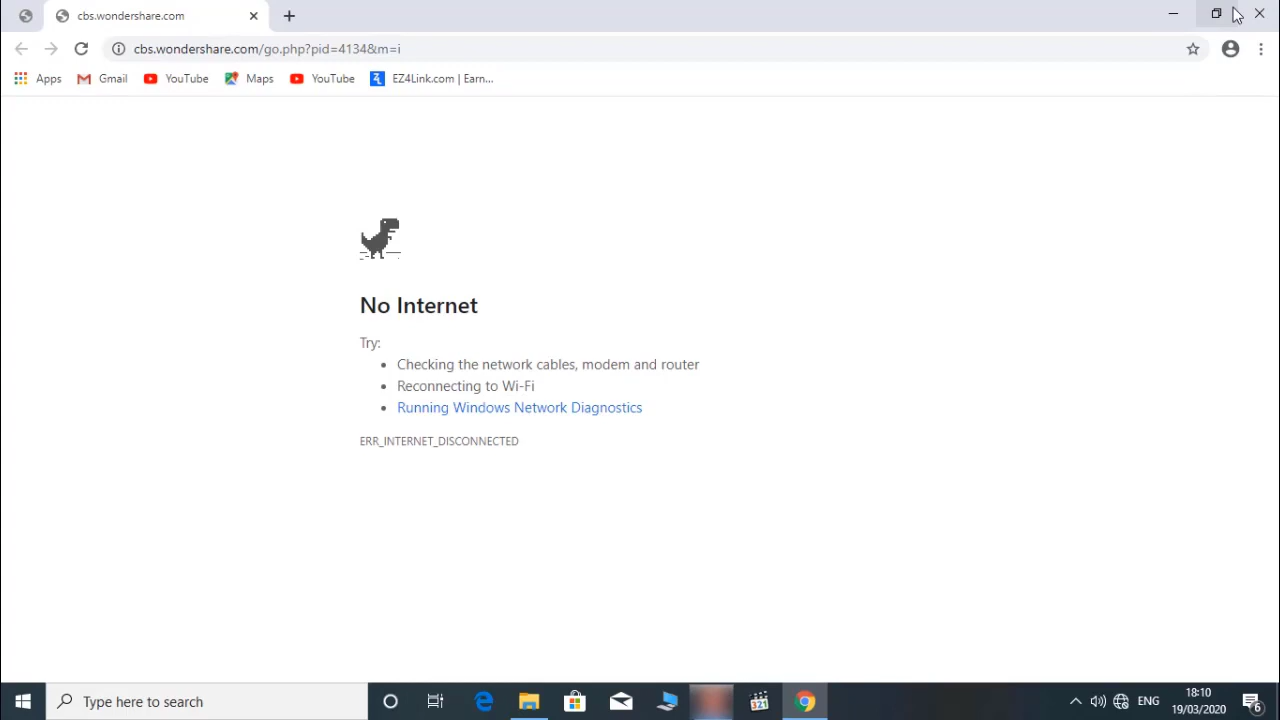 cbs.wondershare.com
cbs.wondershare.com/go.php?pid=4134&m=i
Apps Gmail YouTube Maps YouTube EZ4Link.com | Earn...
No Internet
Try:
Checking the network cables, modem and router
Reconnecting to Wi-Fi
Running Windows Network Diagnostics
ERR_INTERNET_DISCONNECTED
Type here to search
ENG
18:10
19/03/2020
6
321